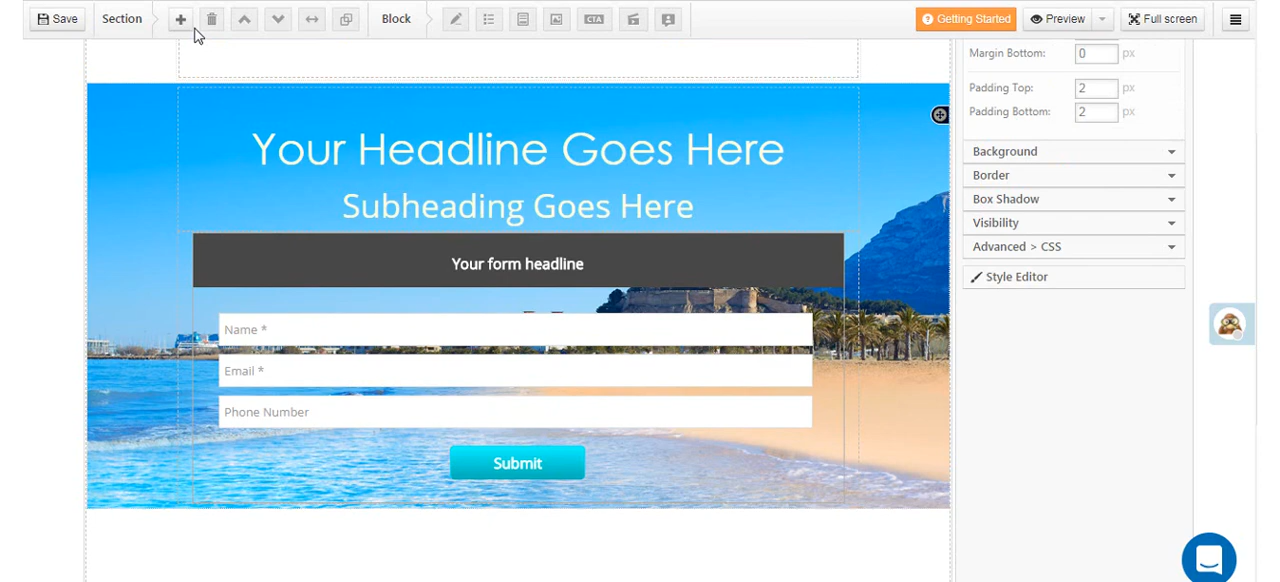 Save Section Block CTA Getting Started Preview Full screen
Margin Bottom: 0 px
Padding Top: 2 px
Padding Bottom: 2 px
Background
Border
Box Shadow
Visibility
Advanced > CSS
Style Editor
Your Headline Goes Here
Subheading Goes Here
Your form headline
Name *
Email *
Phone Number
Submit